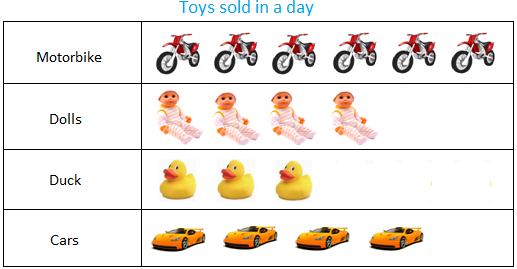 Toys sold in a day
Motorbike
Dolls
Duck
Cars